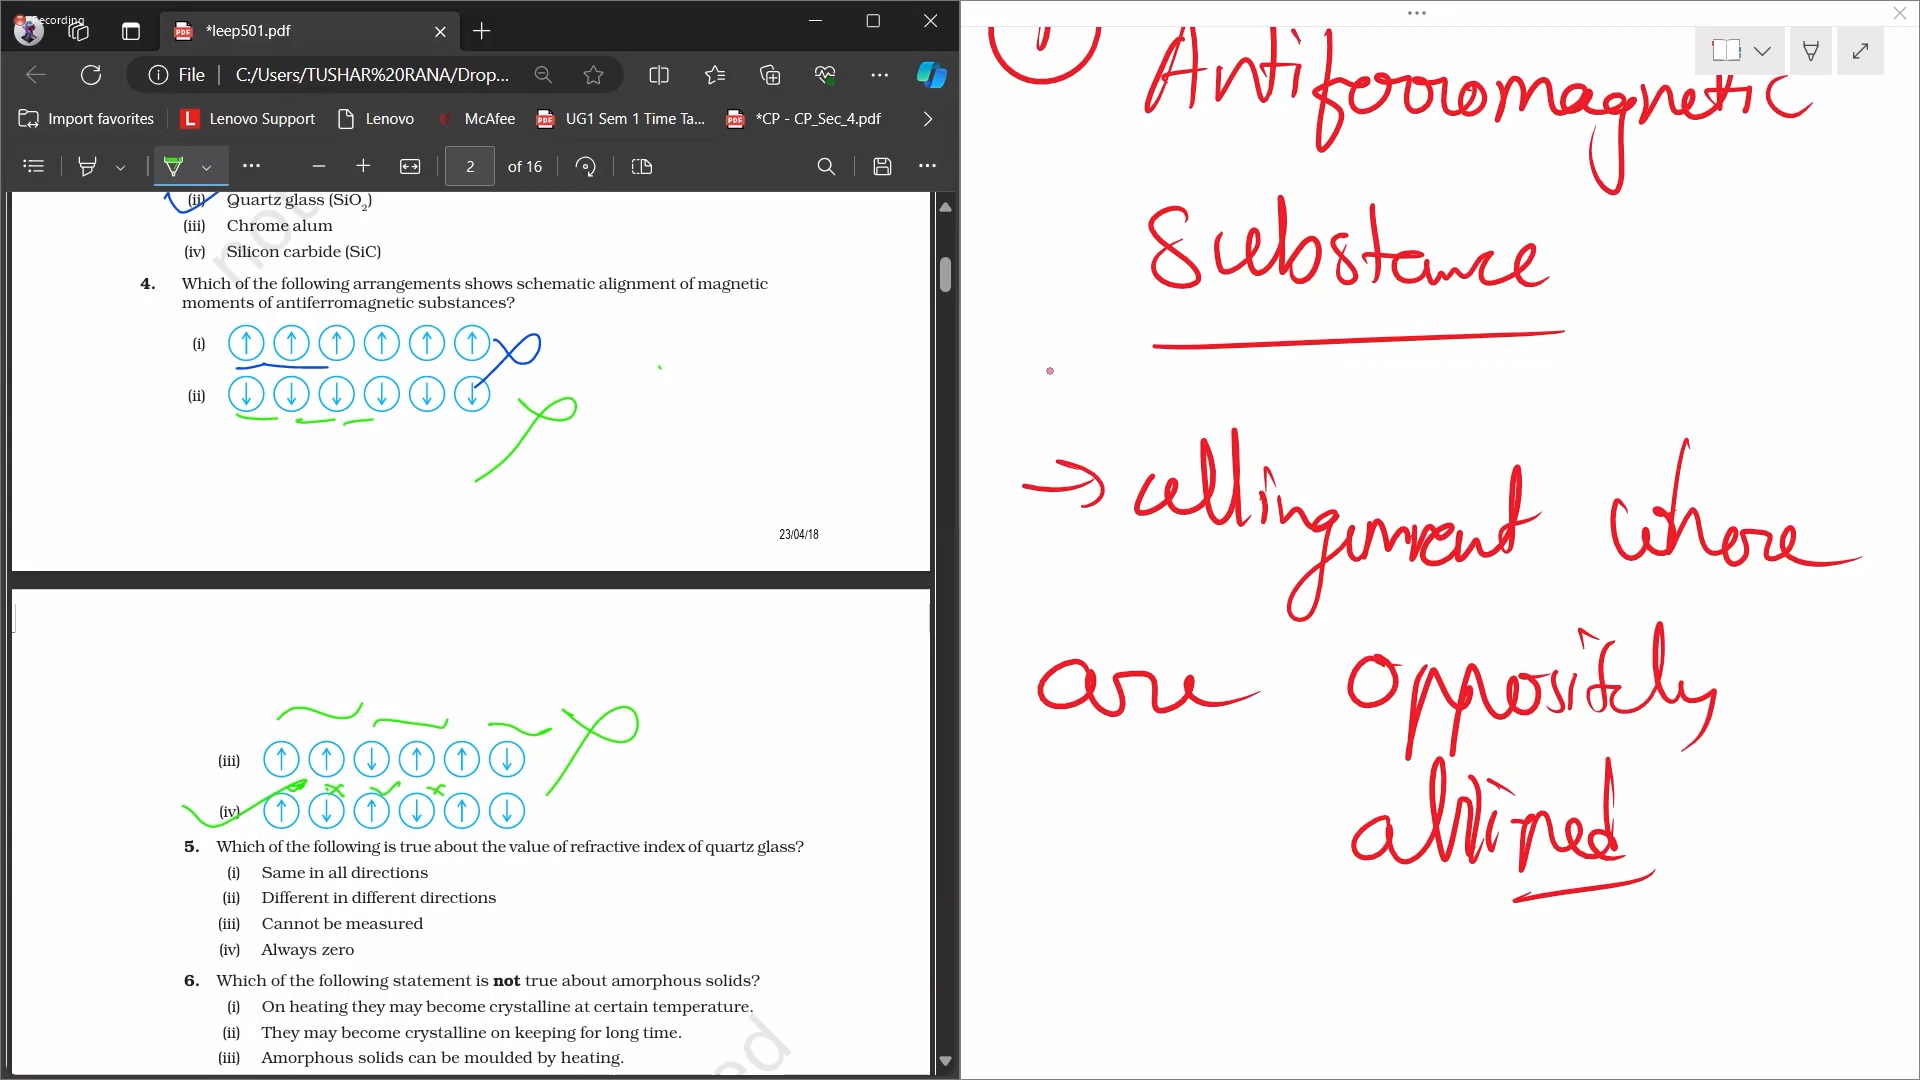 Recording
*leep501.pdf
File
C:/Users/TUSHAR%20RANA/Drop...
Import favorites
Lenovo Support
Lenovo
McAfee
UG1 Sem 1 Time Ta...
*CP - CP_Sec_4.pdf
2 of 16
(ii) Quartz glass (SiO2)
(iii) Chrome alum
(iv) Silicon carbide (SiC)
4. Which of the following arrangements shows schematic alignment of magnetic
moments of antiferromagnetic substances?
(i) ↑ ↑ ↑ ↑ ↑ ↑
(ii) ↓ ↓ ↓ ↓ ↓ ↓
23/04/18
(iii) ↑ ↑ ↓ ↑ ↑ ↓
(iv) ↑ ↓ ↑ ↓ ↑ ↓
5. Which of the following is true about the value of refractive index of quartz glass?
(i) Same in all directions
(ii) Different in different directions
(iii) Cannot be measured
(iv) Always zero
6. Which of the following statement is not true about amorphous solids?
(i) On heating they may become crystalline at certain temperature.
(ii) They may become crystalline on keeping for long time.
(iii) Amorphous solids can be moulded by heating.
not
ed
Antiferromagnetic
Substance
→ where
are oppositely